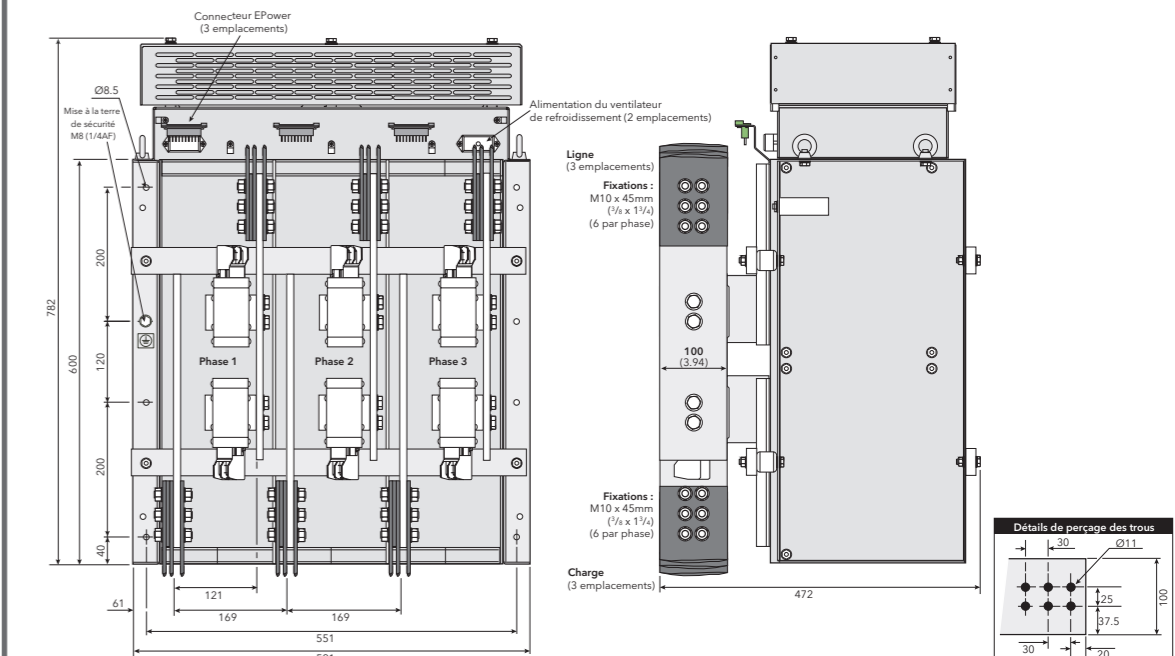 Connecteur EPower
(3 emplacements)
Ø8.5
Mise à la terre
de sécurité
M8 (1/4AF)
Alimentation du ventilateur
de refroidissement (2 emplacements)
Ligne
(3 emplacements)
Fixations :
M10 x 45mm
(3/8 x 13/4)
(6 par phase)
782
600
200
120
200
40
Phase 1
Phase 2
Phase 3
100
(3.94)
Fixations :
M10 x 45mm
(3/8 x 13/4)
(6 par phase)
Charge
(3 emplacements)
472
61
121
169
169
551
Détails de perçage des trous
30
Ø11
25
37.5
100
30
20